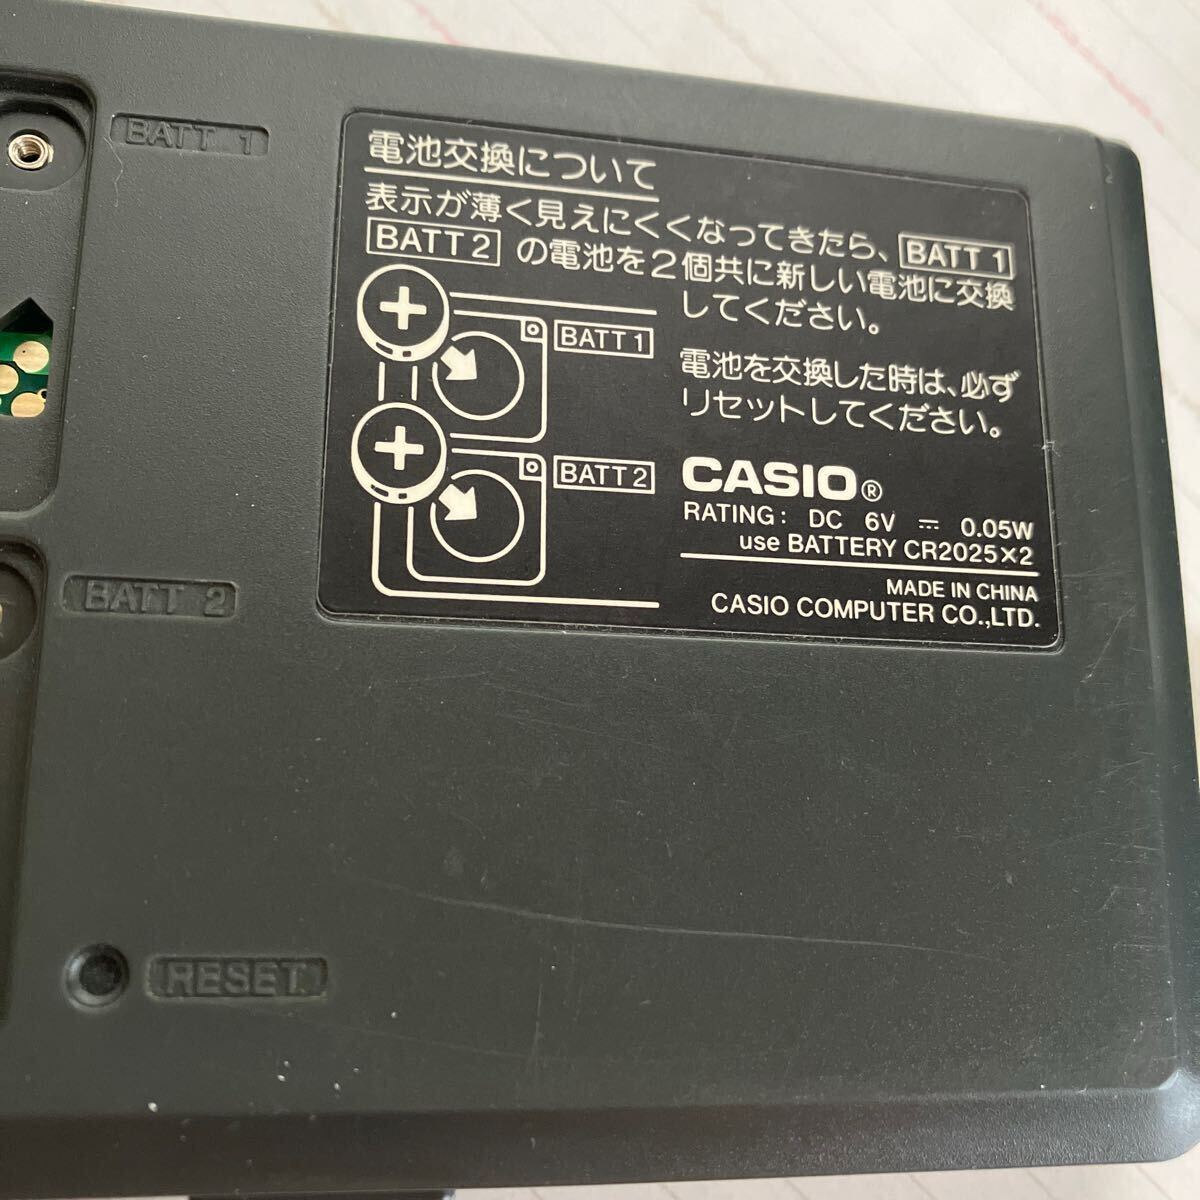 BATT 1
電池交換について
表示が薄く見えにくくなってきたら、BATT 1
BATT 2 の電池を2個共に新しい電池に交換
してください。
電池を交換した時は、必ず
リセットしてください。
BATT 1
BATT 2
CASIO®
RATING: DC 6V ⎓ 0.05W
use BATTERY CR2025×2
MADE IN CHINA
CASIO COMPUTER CO.,LTD.
BATT 2
RESET